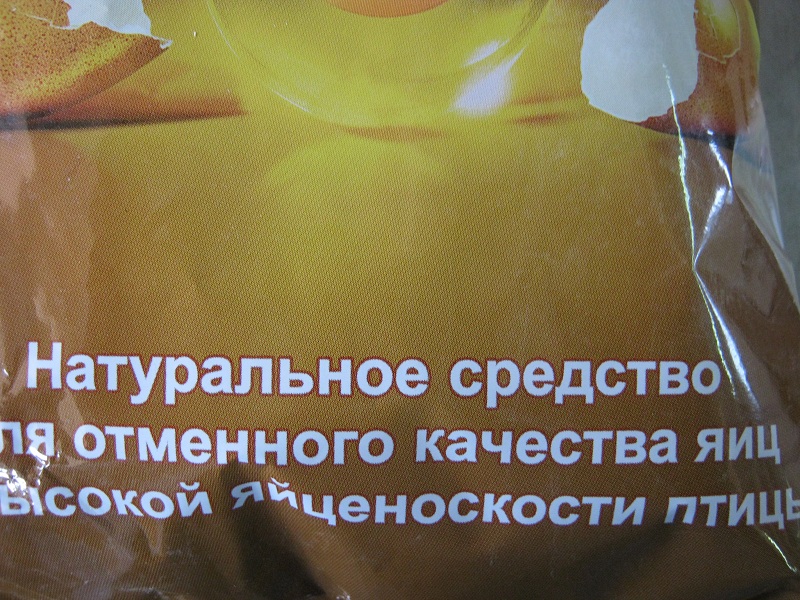 Натуральное средство
ля отменного качества яиц
ысокой яйценоскости птицы